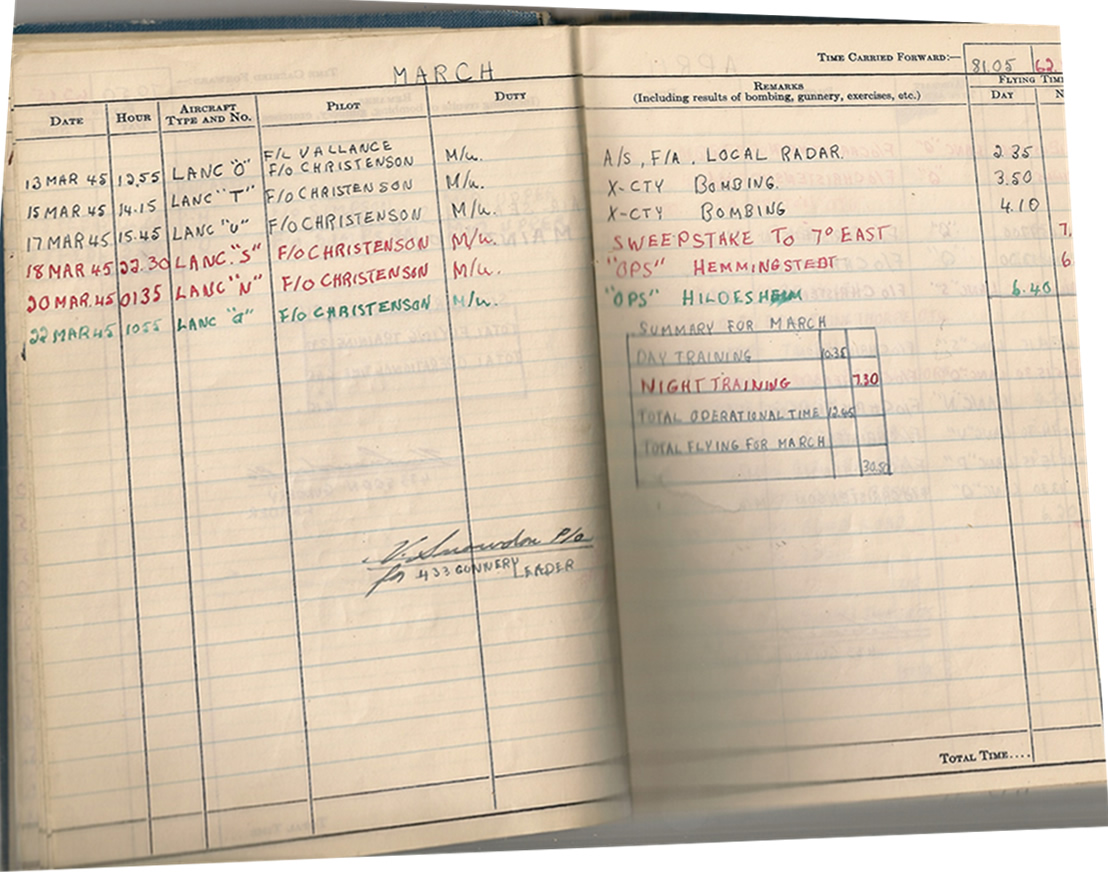 MARCH
DATE HOUR AIRCRAFT TYPE AND NO. PILOT DUTY
F/L VALLANCE
13 MAR 45 12.55 LANC "O" F/O CHRISTENSON M/u.
15 MAR 45 14.15 LANC "T" F/O CHRISTENSON M/u.
17 MAR 45 15.45 LANC "U" F/O CHRISTENSON M/u.
18 MAR 45 22.30 LANC. "S" F/O CHRISTENSON M/u.
20 MAR. 45 0135 LANC "N" F/O CHRISTENSON M/u.
22 MAR 45 1055 LANC F/O CHRISTENSON M/u.
V. Snowdon P/o
for 433 GUNNERY LEADER
TIME CARRIED FORWARD:— 81.05 62.
REMARKS
(Including results of bombing, gunnery, exercises, etc.)
FLYING TIM
DAY N
A/S, F/A. LOCAL RADAR. 2.35
X-CTY BOMBING. 3.50
X-CTY BOMBING 4.10
SWEEPSTAKE TO 7° EAST 7.
"OPS" HEMMINGSTEDT 6.
"OPS" HILDESHEIM 6.40
SUMMARY FOR MARCH
DAY TRAINING 10.35
NIGHT TRAINING 7.30
TOTAL OPERATIONAL TIME 12.45
TOTAL FLYING FOR MARCH
30.50
TOTAL TIME....